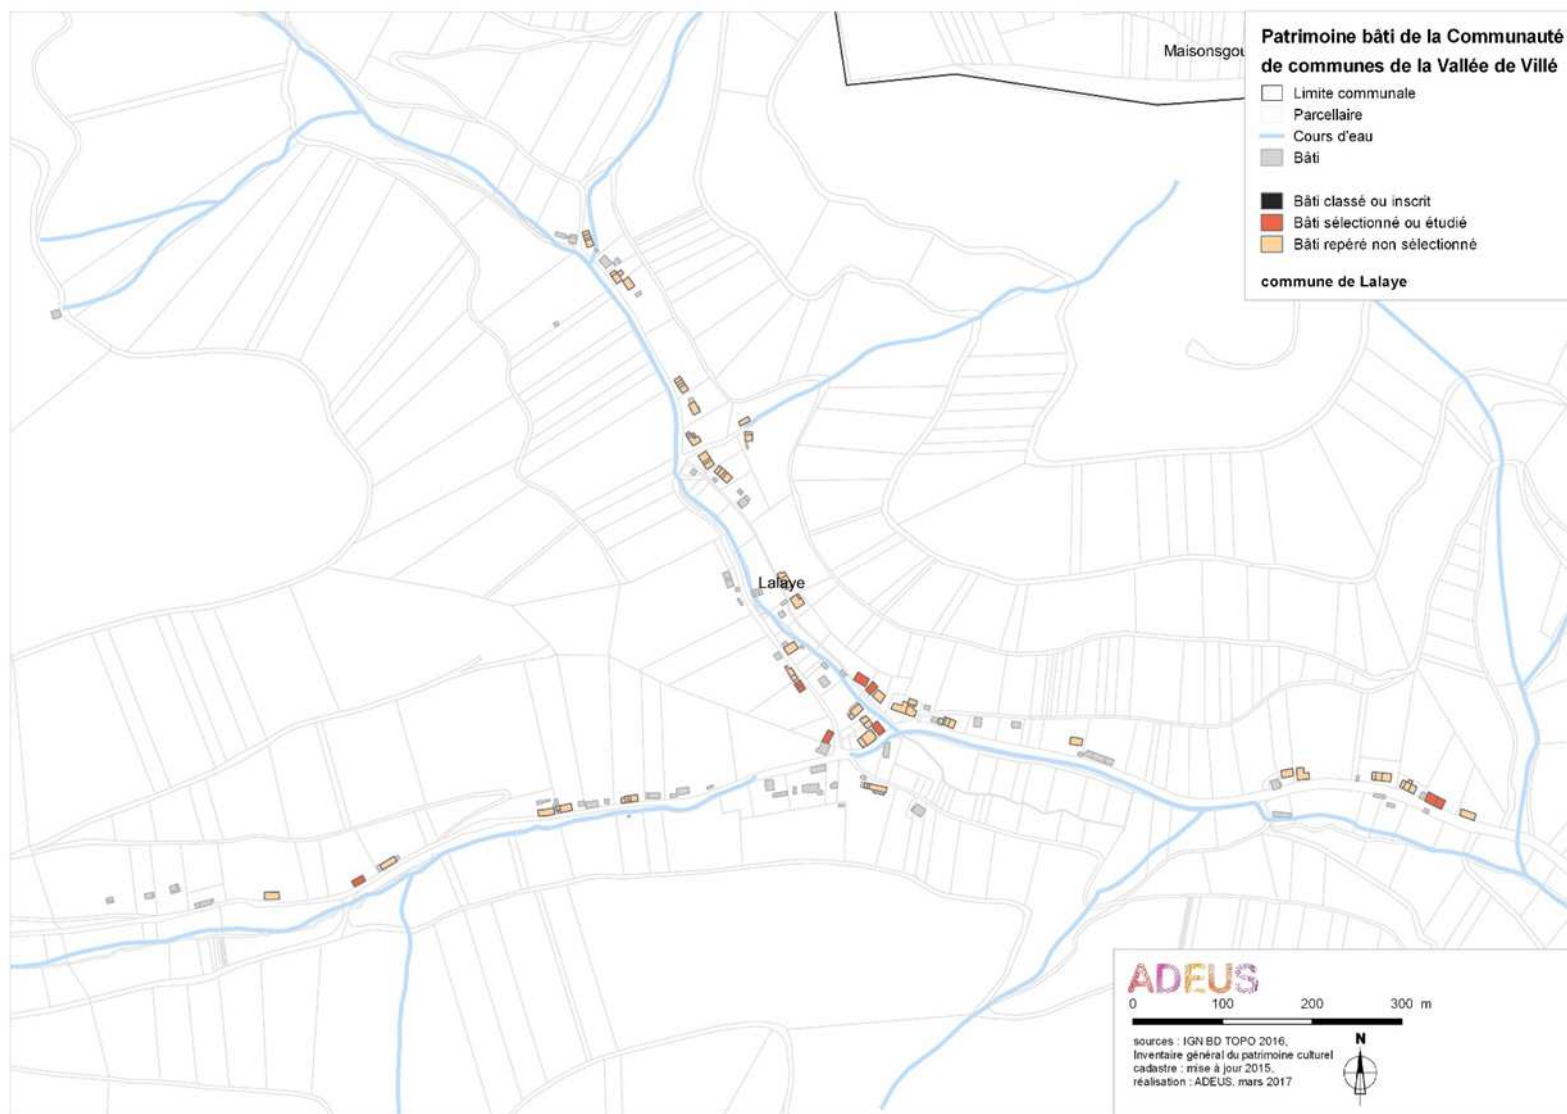 Maisonsgou
Patrimoine bâti de la Communauté
de communes de la Vallée de Villé
Limite communale
Parcellaire
Cours d'eau
Bâti
Bâti classé ou inscrit
Bâti sélectionné ou étudié
Bâti repéré non sélectionné
commune de Lalaye
Lalaye
ADEUS
0 100 200 300 m
sources : IGN BD TOPO 2016,
Inventaire général du patrimoine culturel
cadastre : mise à jour 2015,
réalisation : ADEUS, mars 2017
N